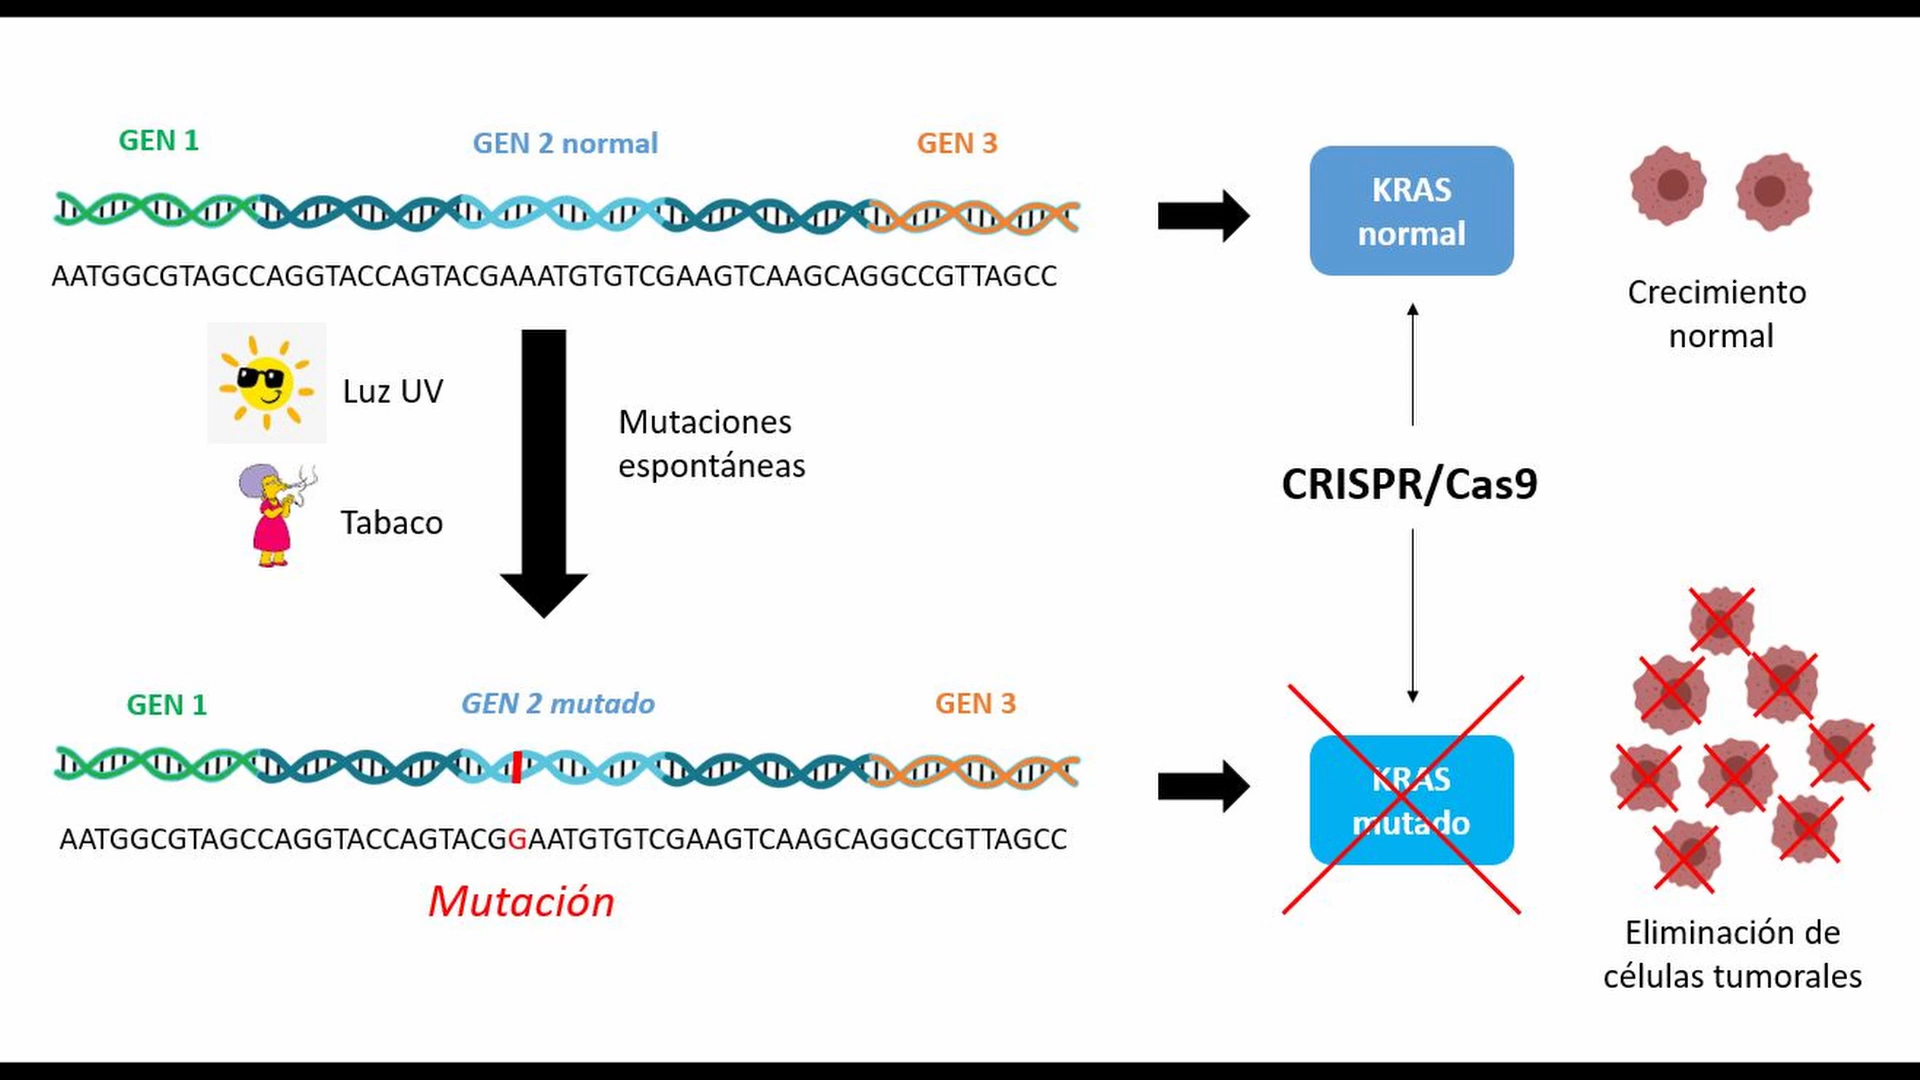 GEN 1
GEN 2 normal
GEN 3
AATGGCGTAGCCAGGTACCAGTACGAAATGTGTCGAAGTCAAGCAGGCCGTTAGCC
KRAS
normal
Crecimiento
normal
Luz UV
Mutaciones
espontáneas
Tabaco
CRISPR/Cas9
GEN 1
GEN 2 mutado
GEN 3
AATGGCGTAGCCAGGTACCAGTACGGAATGTGTCGAAGTCAAGCAGGCCGTTAGCC
Mutación
KRAS
mutado
Eliminación de
células tumorales